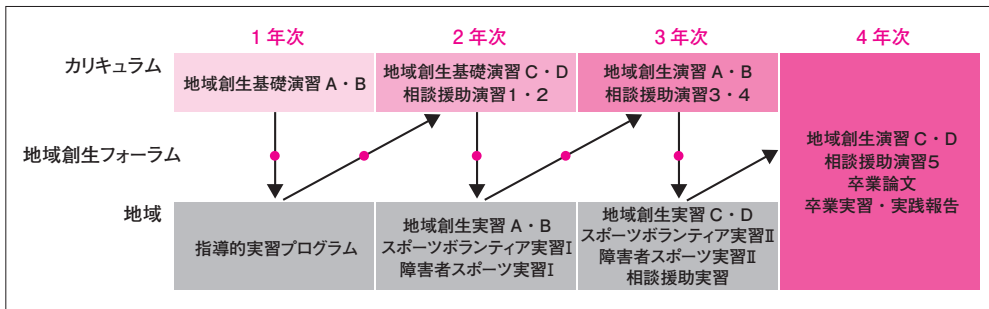 1年次
2年次
3年次
4年次
カリキュラム
地域創生基礎演習 A・B
地域創生基礎演習 C・D
相談援助演習1・2
地域創生演習 A・B
相談援助演習3・4
地域創生フォーラム
地域
指導的実習プログラム
地域創生実習 A・B
スポーツボランティア実習Ⅰ
障害者スポーツ実習Ⅰ
地域創生実習 C・D
スポーツボランティア実習Ⅱ
障害者スポーツ実習Ⅱ
相談援助実習
地域創生演習 C・D
相談援助演習5
卒業論文
卒業実習・実践報告